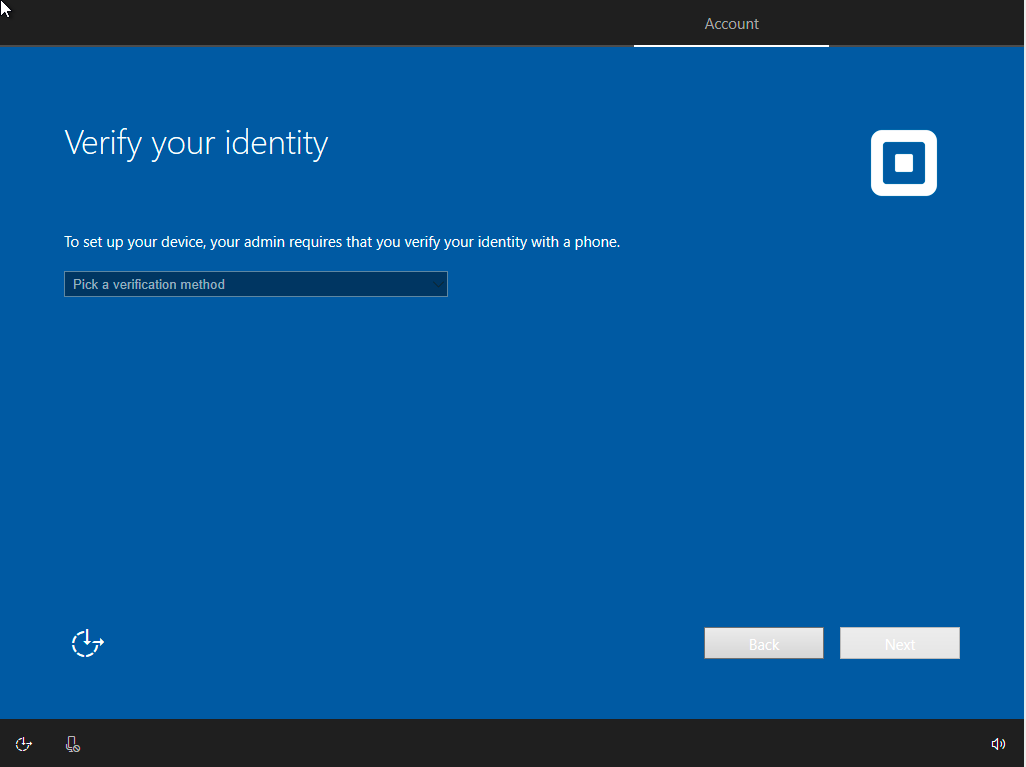 Account
Verify your identity
To set up your device, your admin requires that you verify your identity with a phone.
Pick a verification method
Back
Next